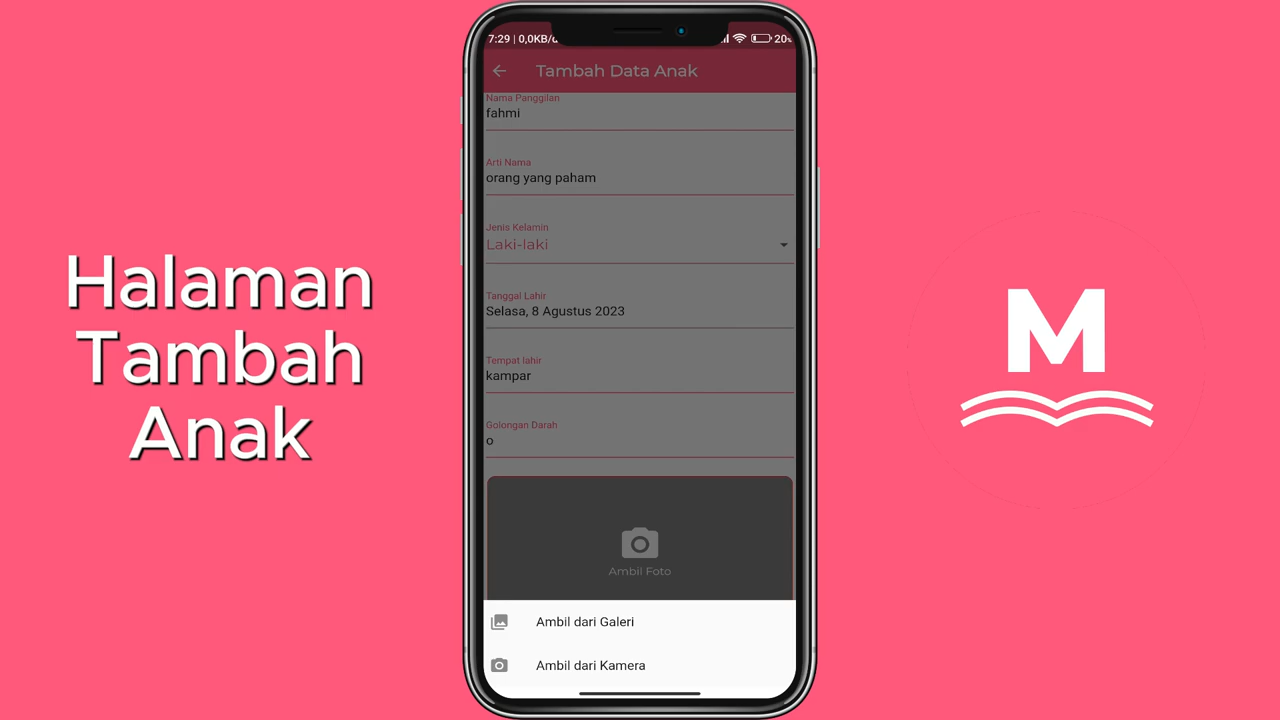 Halaman
Tambah
Anak
7:29 | 0,0KB/
20
Tambah Data Anak
Nama Panggilan
fahmi
Arti Nama
orang yang paham
Jenis Kelamin
Laki-laki
Tanggal Lahir
Selasa, 8 Agustus 2023
Tempat lahir
kampar
Golongan Darah
o
Ambil Foto
Ambil dari Galeri
Ambil dari Kamera
M